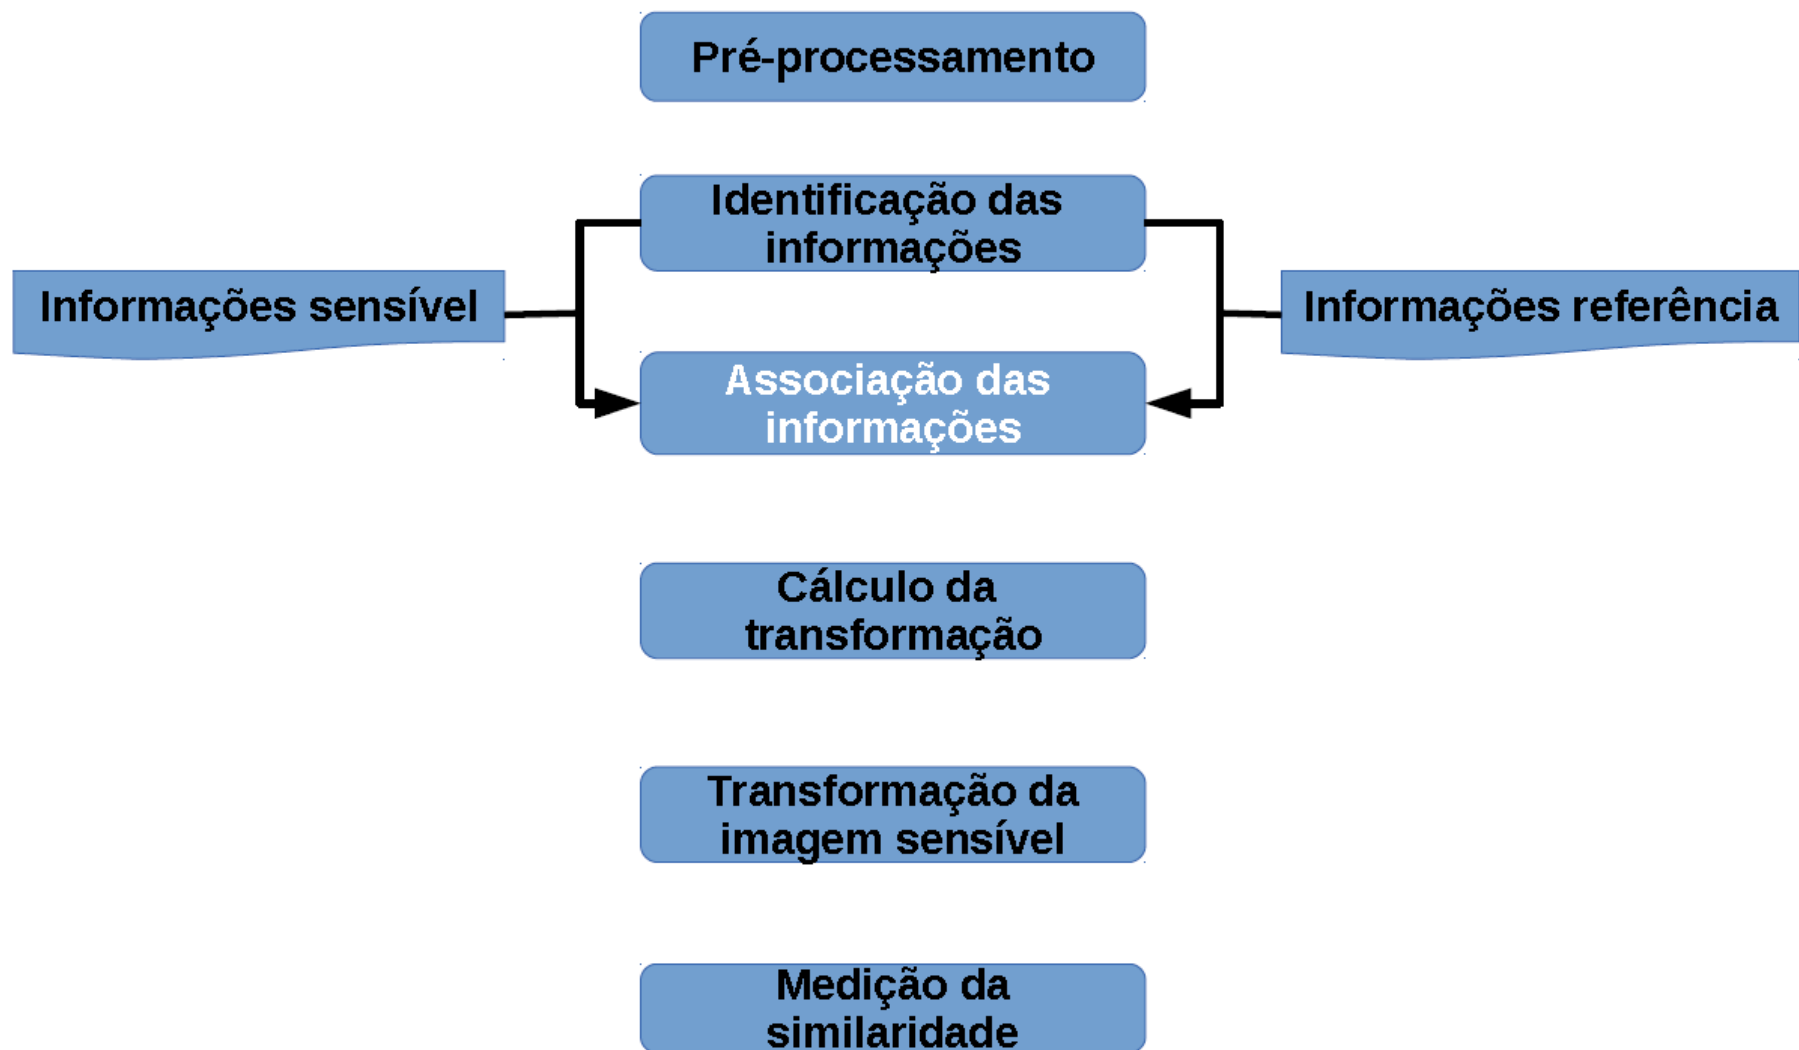 Pré-processamento
Identificação das
informações
Informações sensível
Informações referência
Associação das
informações
Cálculo da
transformação
Transformação da
imagem sensível
Medição da
similaridade